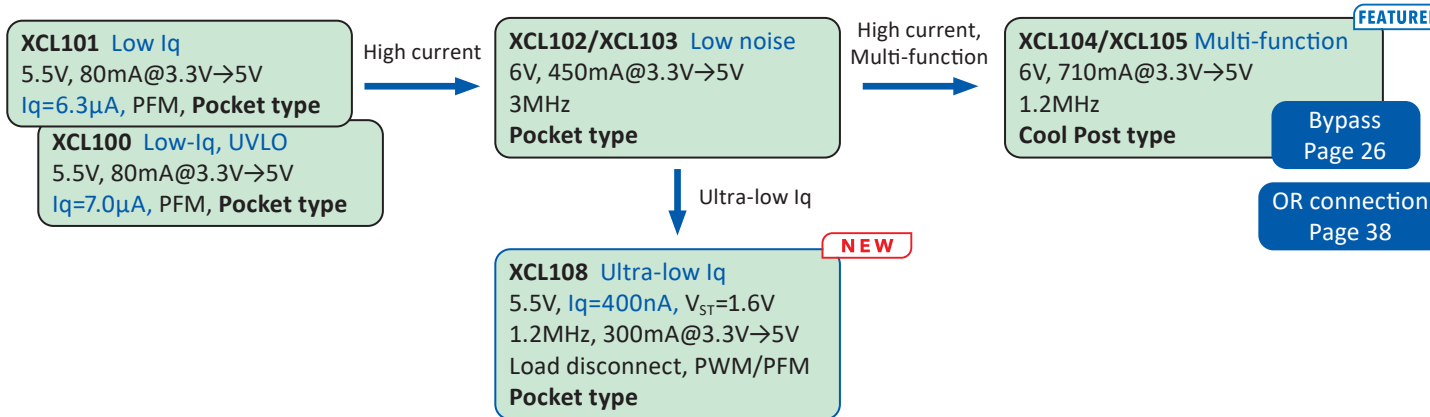 XCL101 Low Iq
5.5V, 80mA@3.3V→5V
Iq=6.3µA, PFM, Pocket type
XCL100 Low-Iq, UVLO
5.5V, 80mA@3.3V→5V
Iq=7.0µA, PFM, Pocket type
High current
XCL102/XCL103 Low noise
6V, 450mA@3.3V→5V
3MHz
Pocket type
High current,
Multi-function
FEATURE
XCL104/XCL105 Multi-function
6V, 710mA@3.3V→5V
1.2MHz
Cool Post type
Bypass
Page 26
OR connection
Page 38
Ultra-low Iq
NEW
XCL108 Ultra-low Iq
5.5V, Iq=400nA, VST=1.6V
1.2MHz, 300mA@3.3V→5V
Load disconnect, PWM/PFM
Pocket type